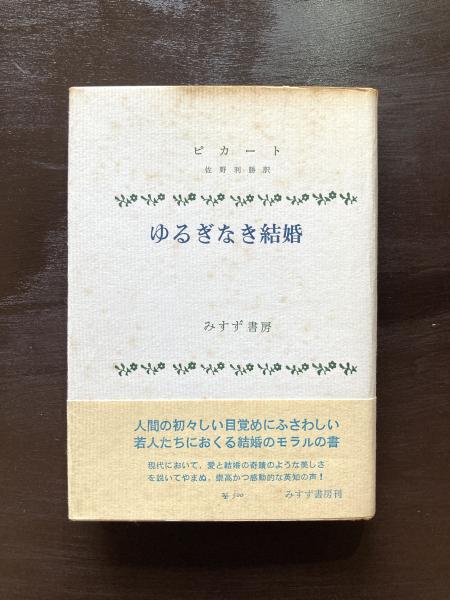 ピカート
佐野利勝訳
ゆるぎなき結婚
みすず書房
人間の初々しい目覚めにふさわしい
若人たちにおくる結婚のモラルの書
現代において、愛と結婚の奇蹟のような美しさ
を説いてやまぬ、崇高かつ感動的な英知の声！
みすず書房刊